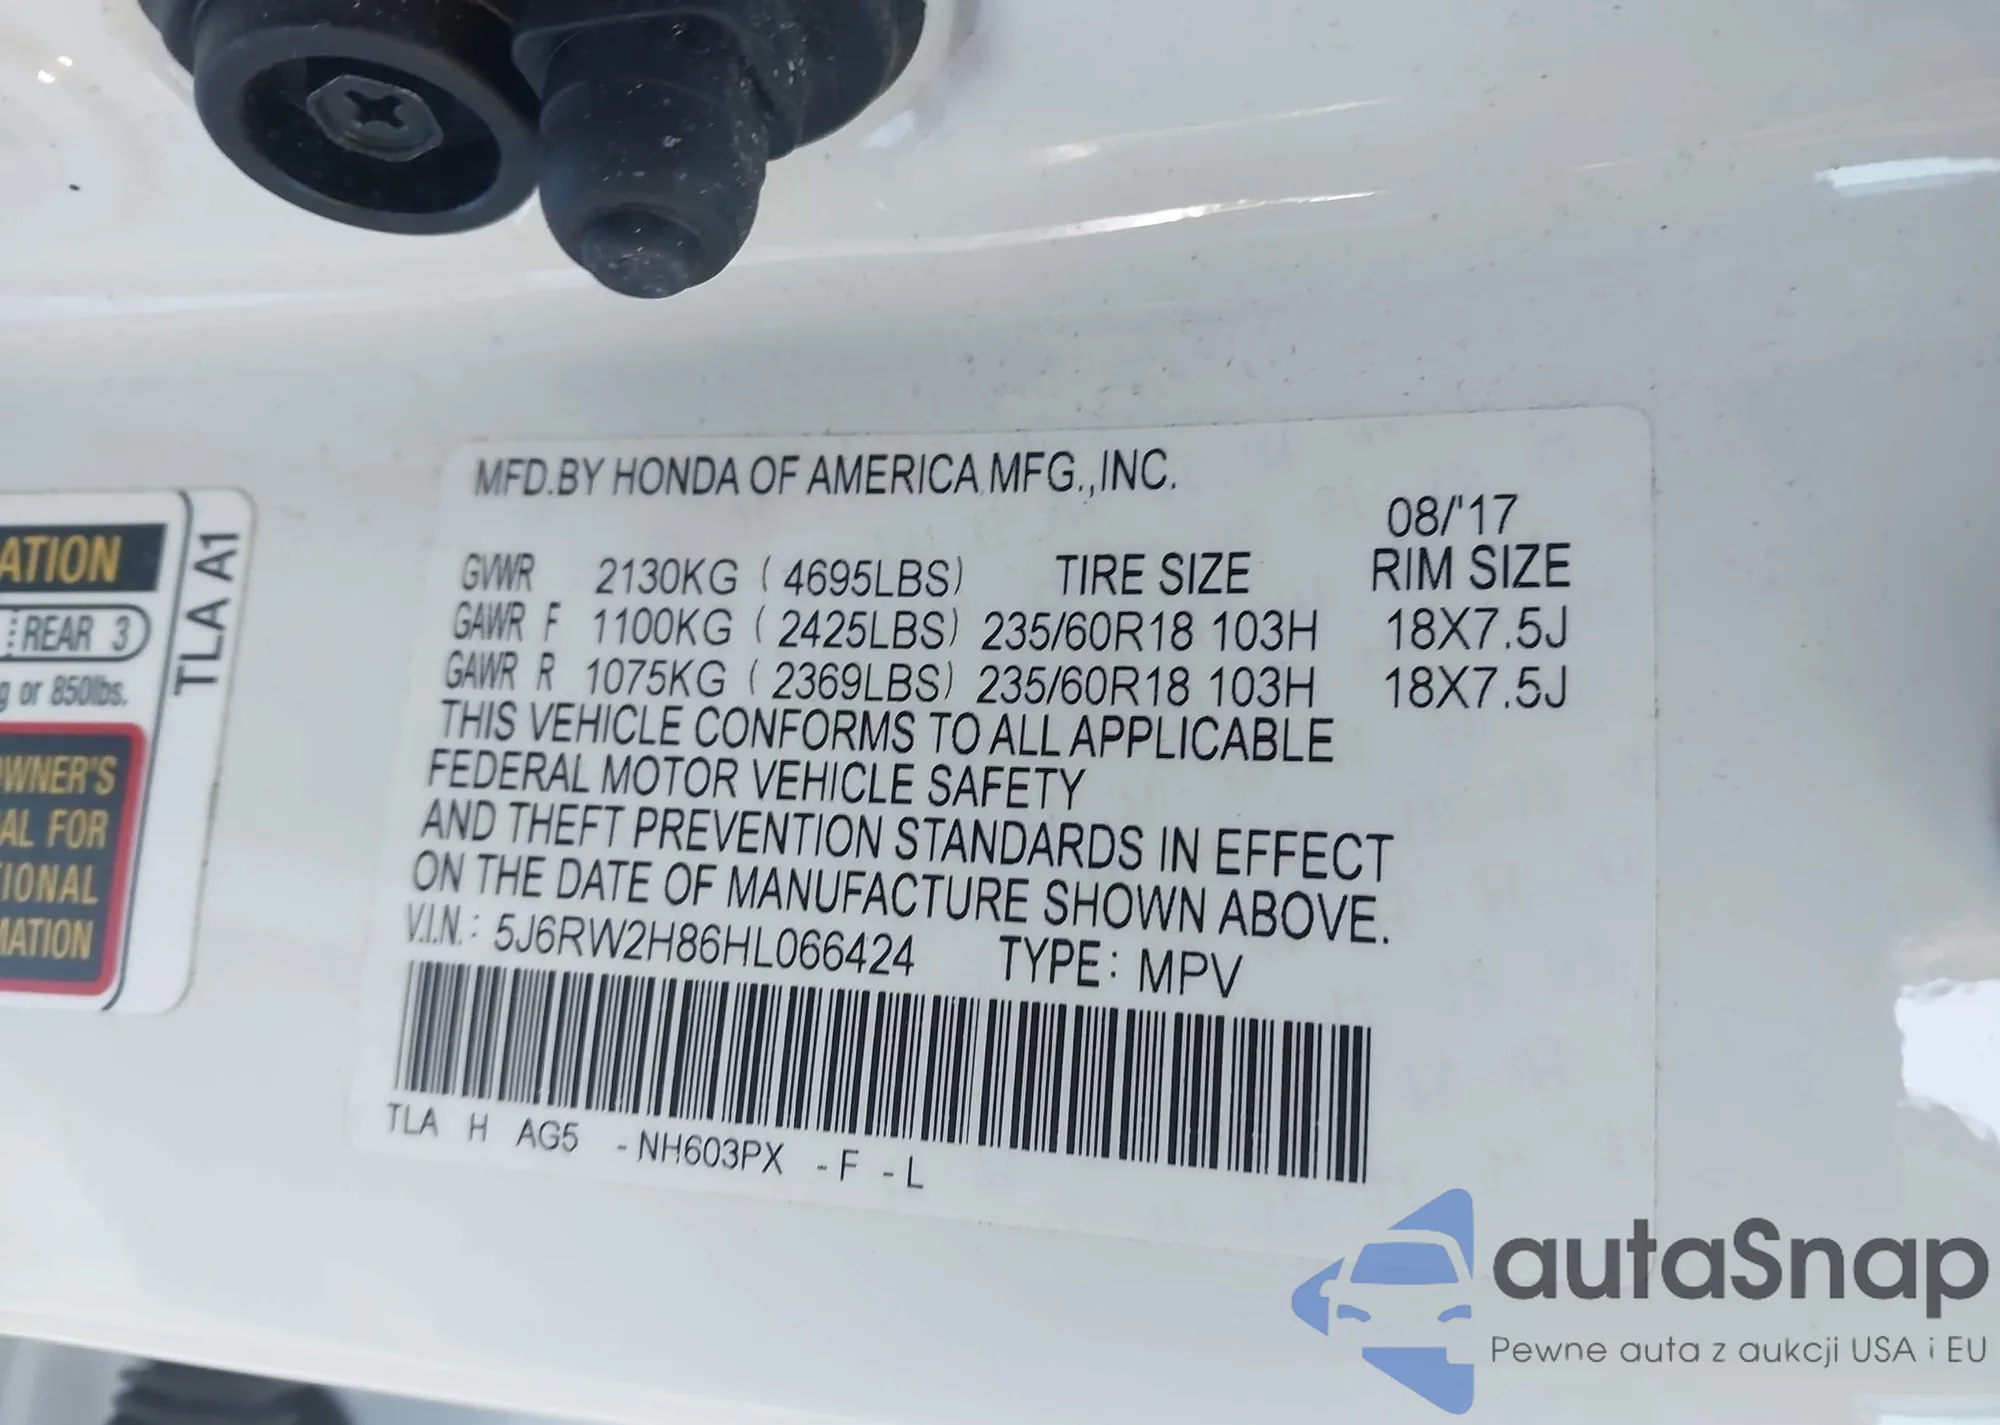 MFD.BY HONDA OF AMERICA MFG.,INC.
08/'17
GVWR 2130KG ( 4695LBS) TIRE SIZE RIM SIZE
GAWR F 1100KG ( 2425LBS) 235/60R18 103H 18X7.5J
GAWR R 1075KG ( 2369LBS) 235/60R18 103H 18X7.5J
THIS VEHICLE CONFORMS TO ALL APPLICABLE
FEDERAL MOTOR VEHICLE SAFETY
AND THEFT PREVENTION STANDARDS IN EFFECT
ON THE DATE OF MANUFACTURE SHOWN ABOVE.
V.I.N.: 5J6RW2H86HL066424 TYPE: MPV
TLA H AG5 -NH603PX -F -L
ATION
REAR 3
g or 850lbs.
OWNER'S
AL FOR
TIONAL
MATION
TLA A1
autoSnap
Pewne auta z aukcji USA i EU